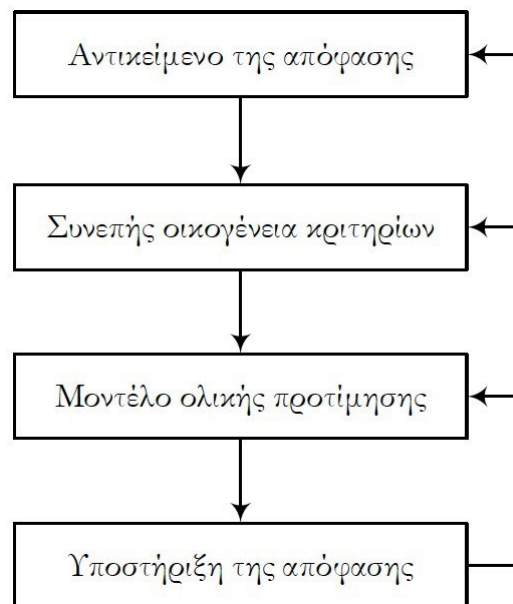 Αντικείμενο της απόφασης
Συνεπής οικογένεια κριτηρίων
Μοντέλο ολικής προτίμησης
Υποστήριξη της απόφασης